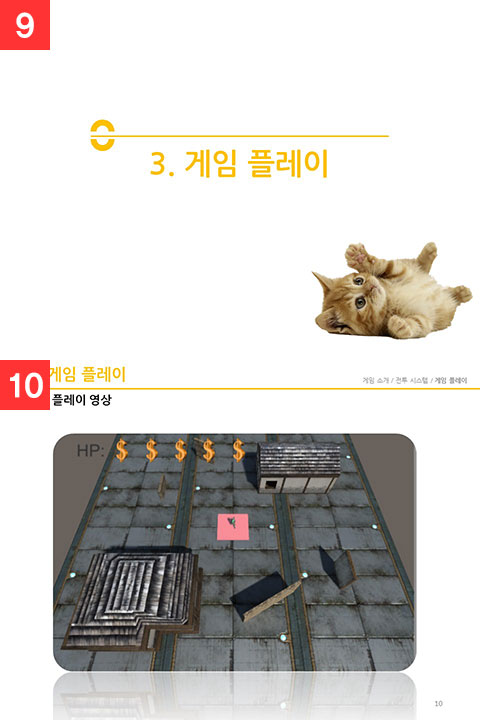 9
3. 게임 플레이
10
게임 플레이
게임 소개 / 전투 시스템 / 게임 플레이
플레이 영상
HP: $ $ $ $ $
10